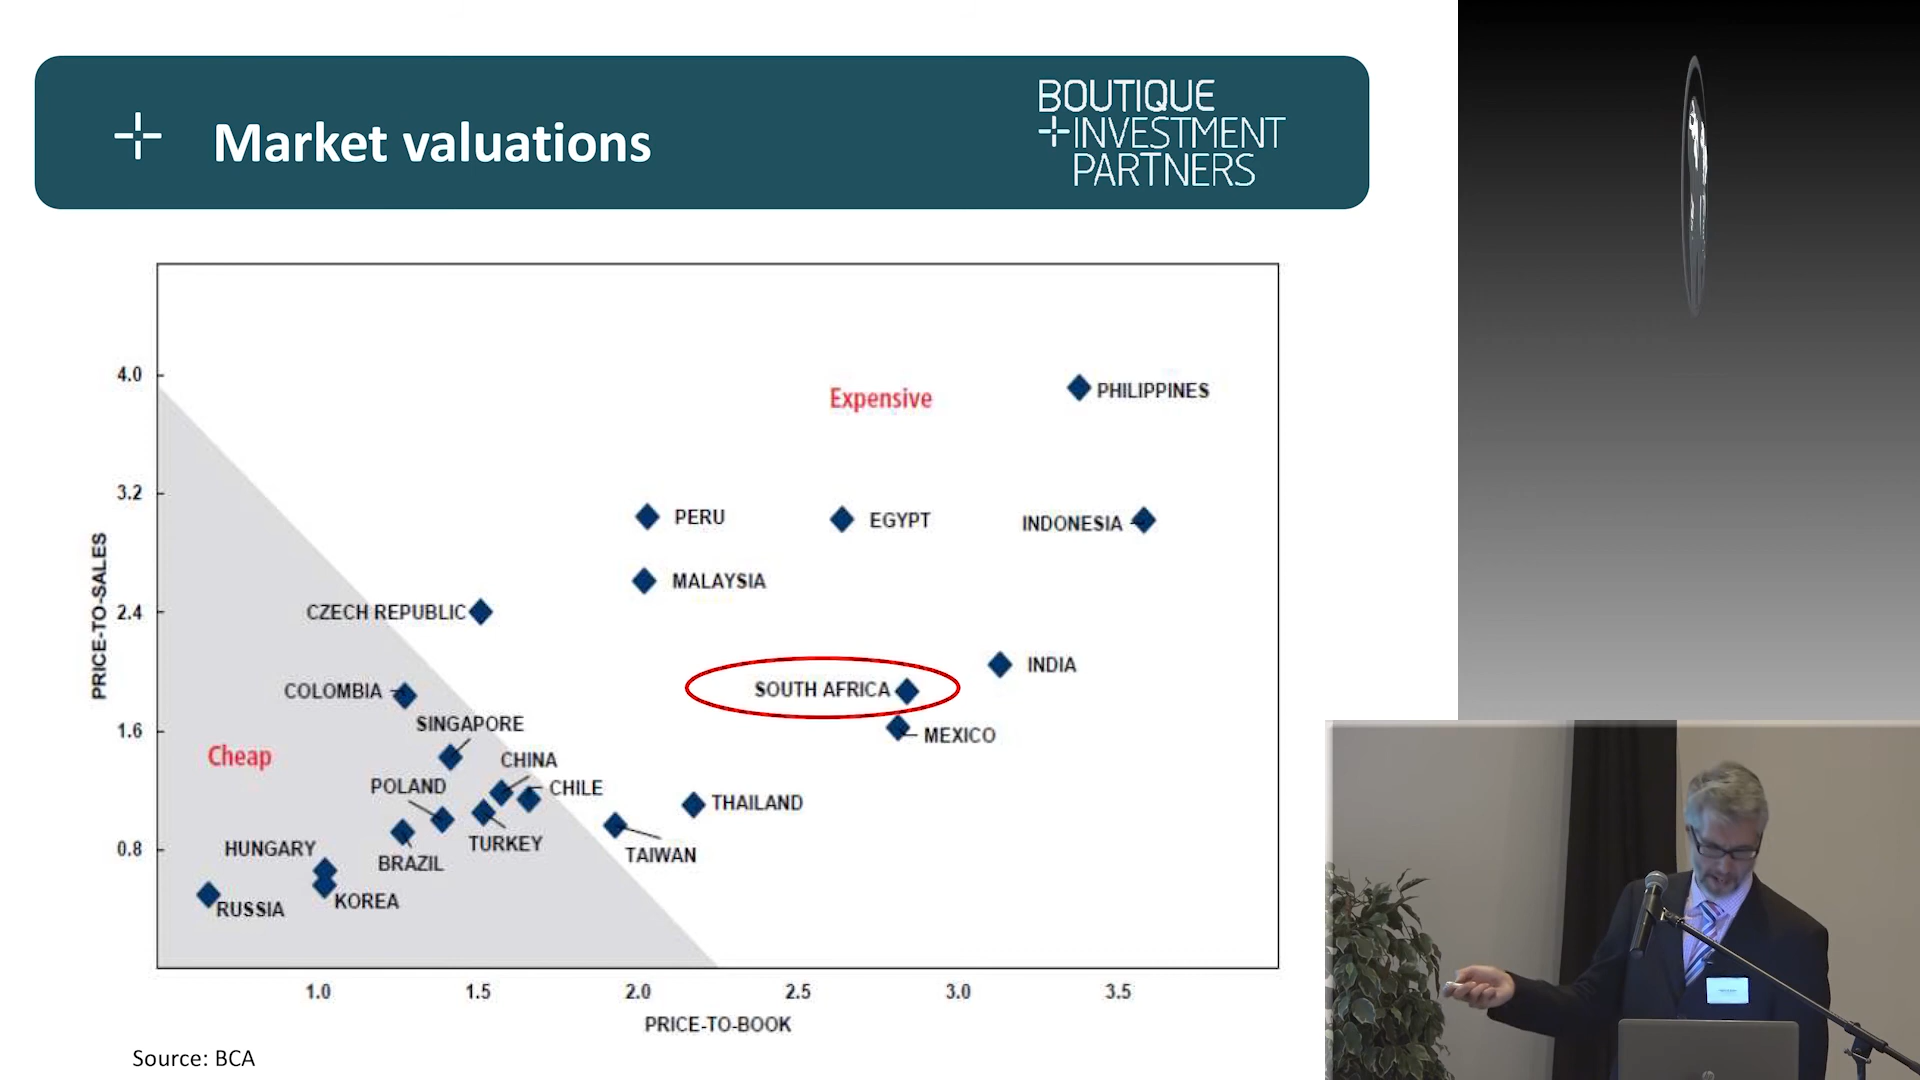 Market valuations
BOUTIQUE
INVESTMENT
PARTNERS
4.0
3.2
2.4
1.6
0.8
PRICE-TO-SALES
Expensive
PHILIPPINES
PERU
EGYPT
INDONESIA
MALAYSIA
CZECH REPUBLIC
INDIA
SOUTH AFRICA
COLOMBIA
SINGAPORE
MEXICO
Cheap
CHINA
POLAND
CHILE
THAILAND
TURKEY
HUNGARY
BRAZIL
TAIWAN
KOREA
RUSSIA
1.0 1.5 2.0 2.5 3.0 3.5
PRICE-TO-BOOK
Source: BCA